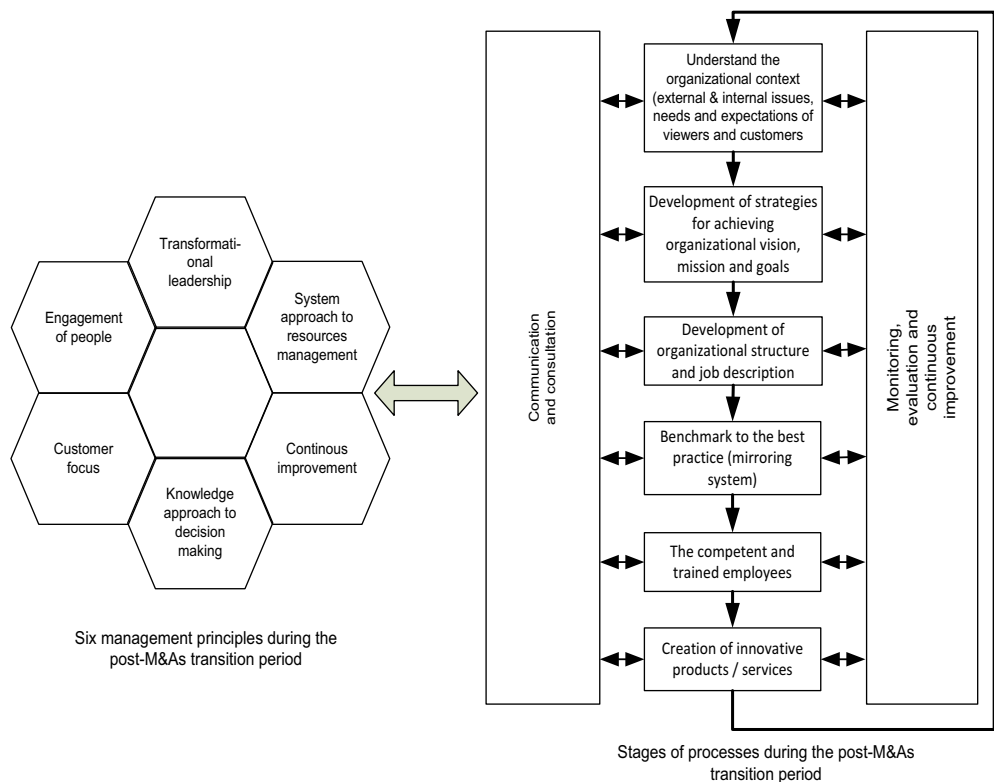 Transformati-
onal
leadership
Engagement
of people
System
approach to
resources
management
Customer
focus
Continous
improvement
Knowledge
approach to
decision
making
Six management principles during the
post-M&As transition period
Communication
and consultation
Understand the
organizational context
(external & internal issues,
needs and expectations of
viewers and customers
Development of strategies
for achieving
organizational vision,
mission and goals
Development of
organizational structure
and job description
Benchmark to the best
practice (mirroring
system)
The competent and
trained employees
Creation of innovative
products / services
Monitoring,
evaluation and
continuous
improvement
Stages of processes during the post-M&As
transition period